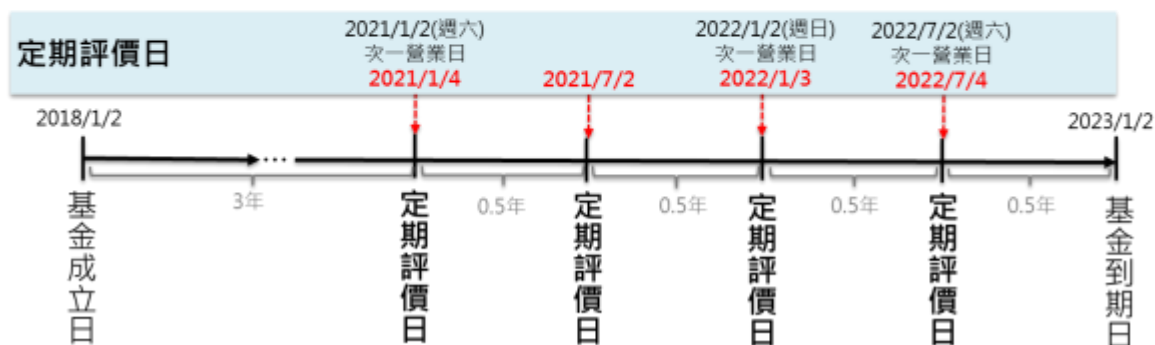 定期評價日
2021/1/2(週六)
次一營業日
2021/1/4
2021/7/2
2022/1/2(週日)
次一營業日
2022/1/3
2022/7/2(週六)
次一營業日
2022/7/4
2018/1/2
2023/1/2
...
3年
0.5年
0.5年
0.5年
0.5年
基金成立日
定期評價日
定期評價日
定期評價日
定期評價日
基金到期日